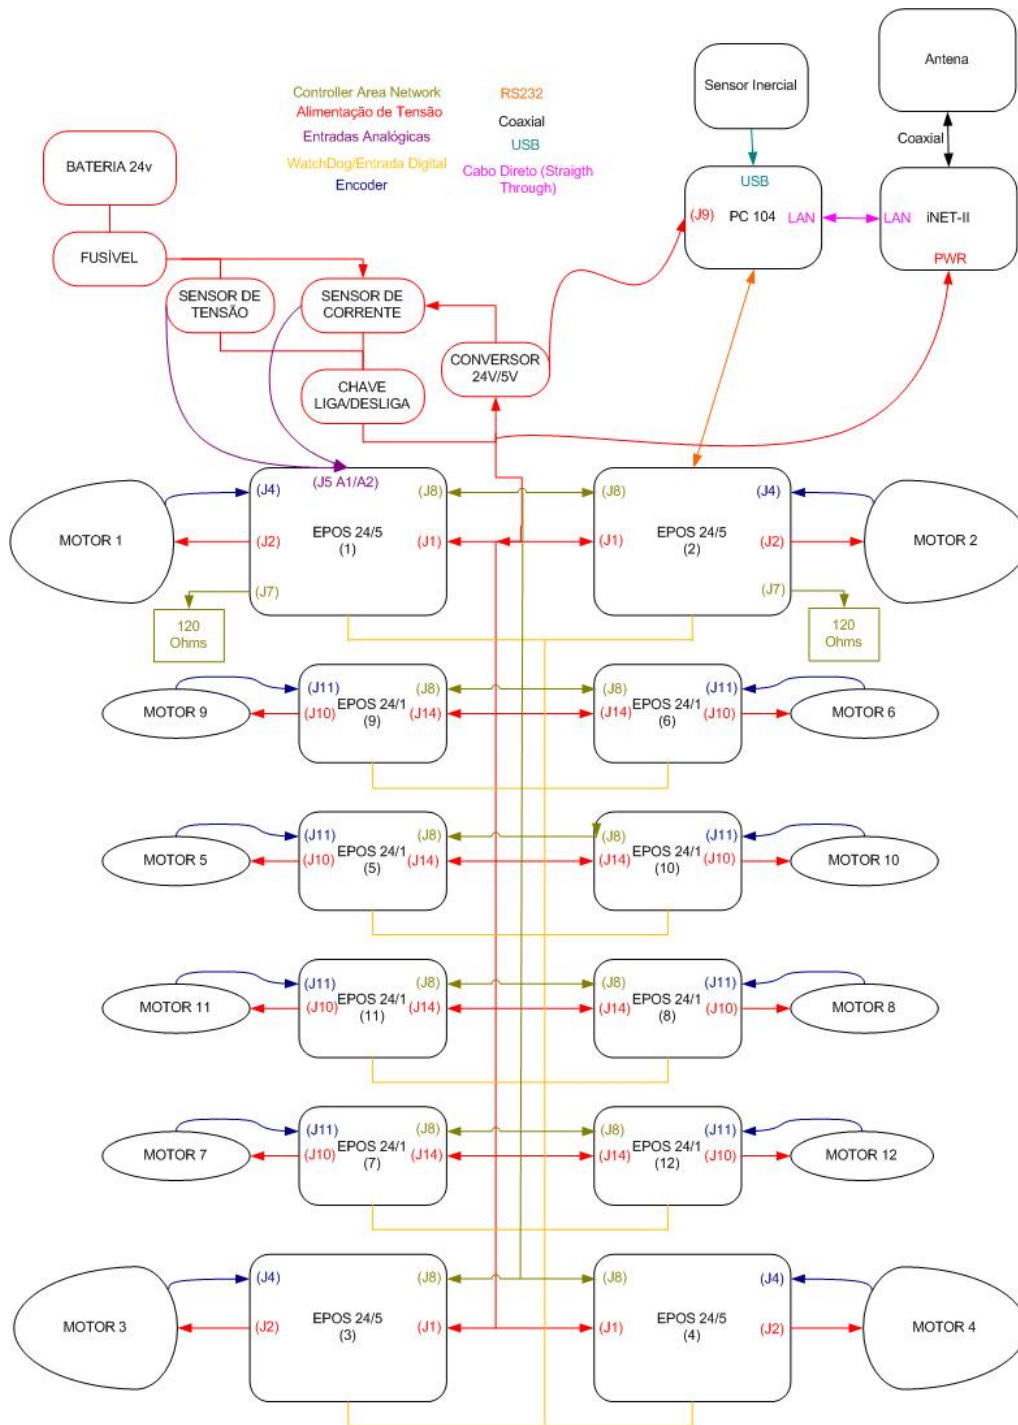 Antena
Sensor Inercial
Controller Area Network
RS232
Alimentação de Tensão
Coaxial
Entradas Analógicas
USB
WatchDog/Entrada Digital
Cabo Direto (Straigth
Through)
Encoder
Coaxial
BATERIA 24v
USB
(J9)
PC 104
LAN
LAN
iNET-II
PWR
FUSÍVEL
SENSOR DE
TENSÃO
SENSOR DE
CORRENTE
CONVERSOR
24V/5V
CHAVE
LIGA/DESLIGA
(J5 A1/A2)
(J4)
(J8)
(J8)
(J4)
MOTOR 1
(J2)
EPOS 24/5
(1)
(J1)
(J1)
EPOS 24/5
(2)
(J2)
MOTOR 2
(J7)
(J7)
120
Ohms
120
Ohms
MOTOR 9
(J11)
(J10)
EPOS 24/1
(9)
(J8)
(J14)
(J8)
(J14)
EPOS 24/1
(6)
(J11)
(J10)
MOTOR 6
MOTOR 5
(J11)
(J10)
EPOS 24/1
(5)
(J8)
(J14)
(J8)
(J14)
EPOS 24/1
(10)
(J11)
(J10)
MOTOR 10
MOTOR 11
(J11)
(J10)
EPOS 24/1
(11)
(J8)
(J14)
(J8)
(J14)
EPOS 24/1
(8)
(J11)
(J10)
MOTOR 8
MOTOR 7
(J11)
(J10)
EPOS 24/1
(7)
(J8)
(J14)
(J8)
(J14)
EPOS 24/1
(12)
(J11)
(J10)
MOTOR 12
(J4)
(J8)
(J8)
(J4)
MOTOR 3
(J2)
EPOS 24/5
(3)
(J1)
(J1)
EPOS 24/5
(4)
(J2)
MOTOR 4